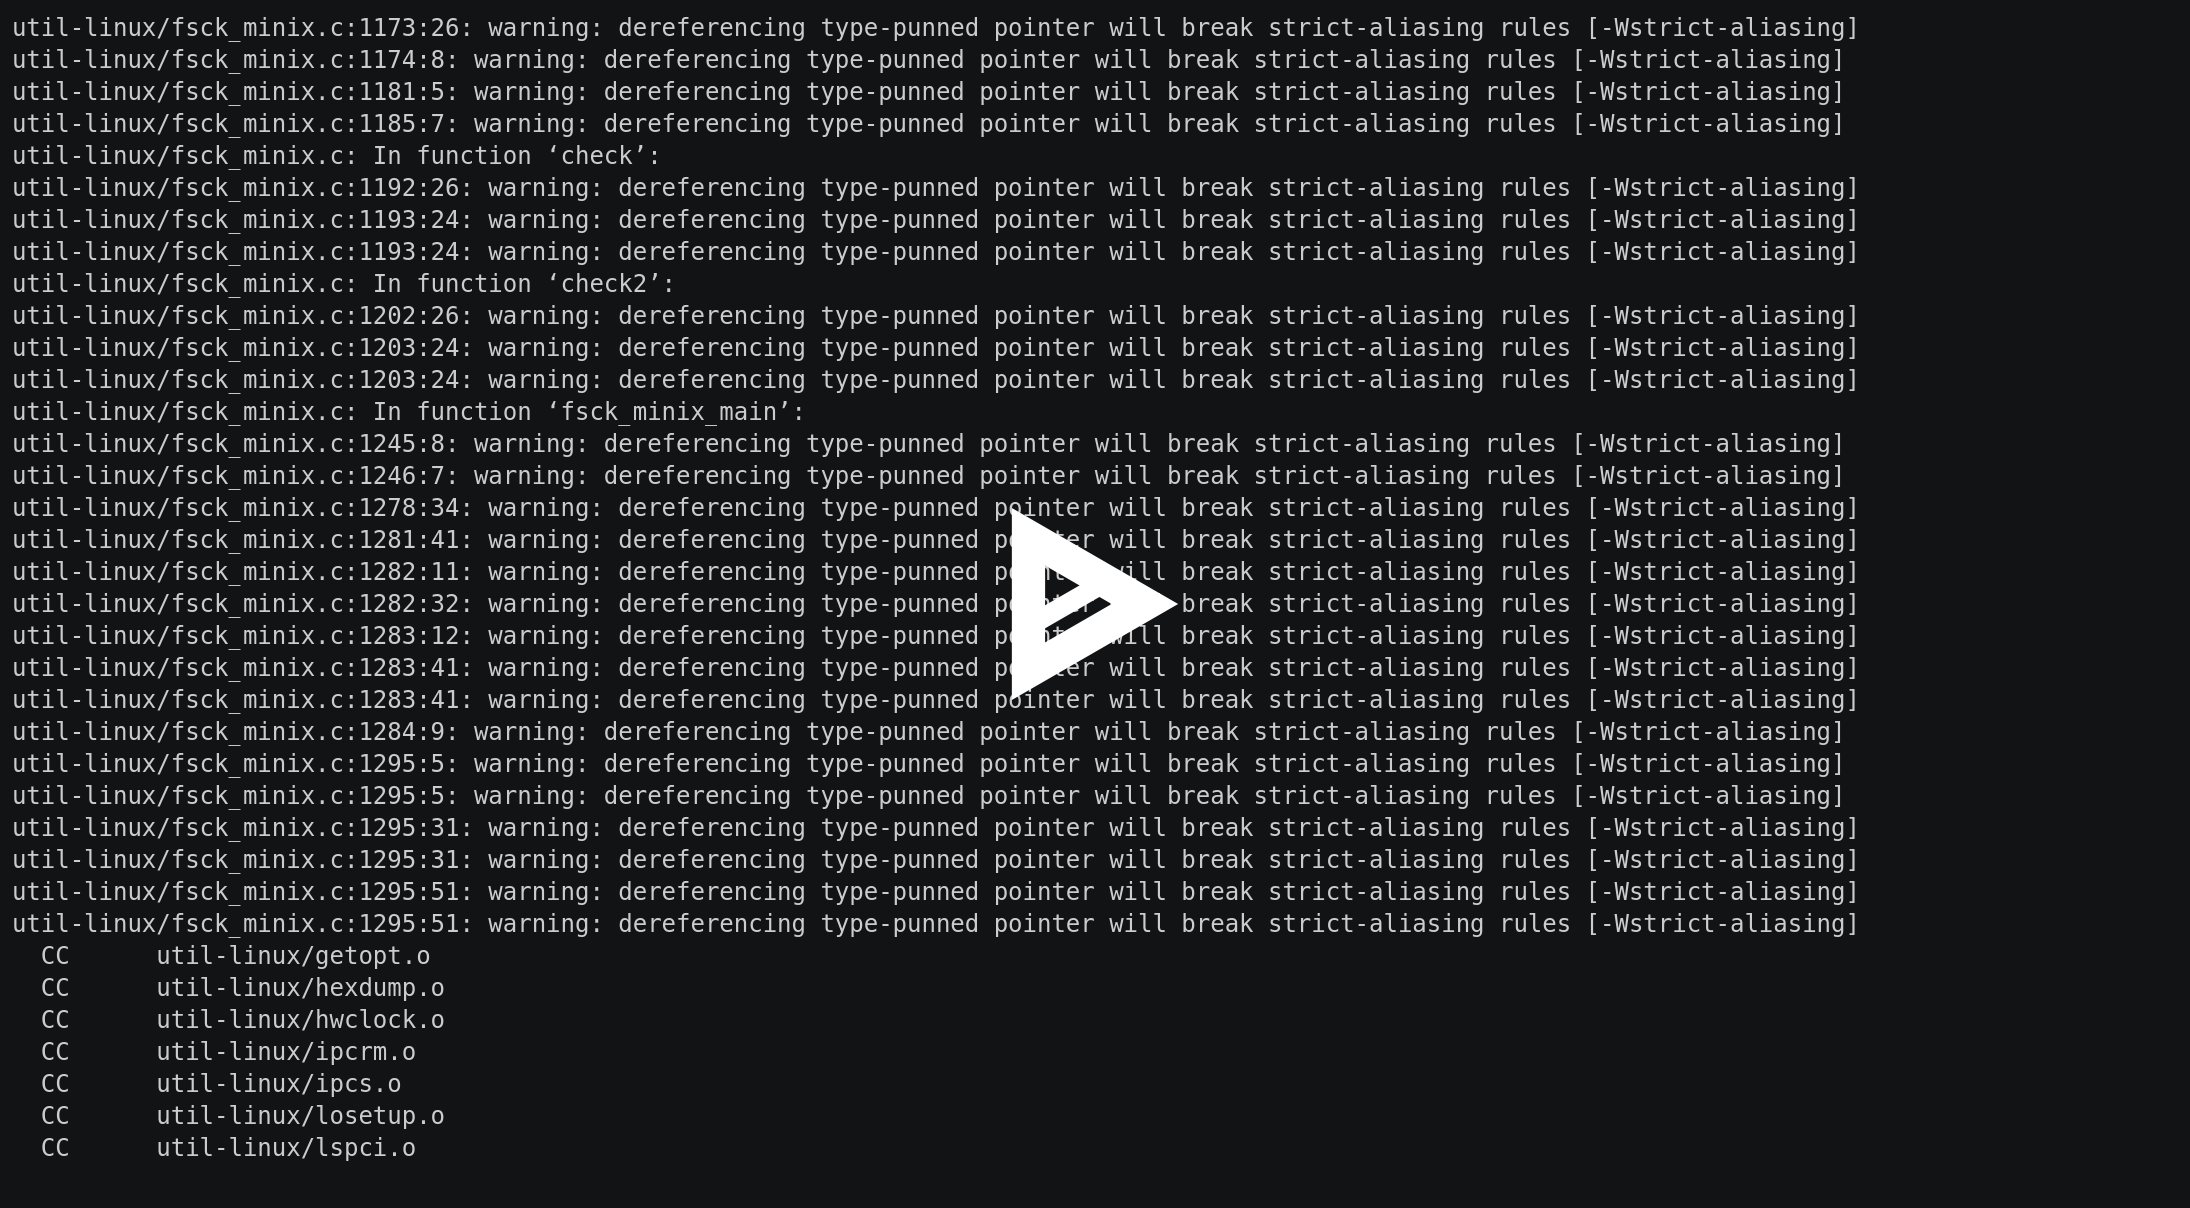 util-linux/fsck_minix.c:1173:26: warning: dereferencing type-punned pointer will break strict-aliasing rules [-Wstrict-aliasing]
util-linux/fsck_minix.c:1174:8: warning: dereferencing type-punned pointer will break strict-aliasing rules [-Wstrict-aliasing]
util-linux/fsck_minix.c:1181:5: warning: dereferencing type-punned pointer will break strict-aliasing rules [-Wstrict-aliasing]
util-linux/fsck_minix.c:1185:7: warning: dereferencing type-punned pointer will break strict-aliasing rules [-Wstrict-aliasing]
util-linux/fsck_minix.c: In function ‘check’:
util-linux/fsck_minix.c:1192:26: warning: dereferencing type-punned pointer will break strict-aliasing rules [-Wstrict-aliasing]
util-linux/fsck_minix.c:1193:24: warning: dereferencing type-punned pointer will break strict-aliasing rules [-Wstrict-aliasing]
util-linux/fsck_minix.c:1193:24: warning: dereferencing type-punned pointer will break strict-aliasing rules [-Wstrict-aliasing]
util-linux/fsck_minix.c: In function ‘check2’:
util-linux/fsck_minix.c:1202:26: warning: dereferencing type-punned pointer will break strict-aliasing rules [-Wstrict-aliasing]
util-linux/fsck_minix.c:1203:24: warning: dereferencing type-punned pointer will break strict-aliasing rules [-Wstrict-aliasing]
util-linux/fsck_minix.c:1203:24: warning: dereferencing type-punned pointer will break strict-aliasing rules [-Wstrict-aliasing]
util-linux/fsck_minix.c: In function ‘fsck_minix_main’:
util-linux/fsck_minix.c:1245:8: warning: dereferencing type-punned pointer will break strict-aliasing rules [-Wstrict-aliasing]
util-linux/fsck_minix.c:1246:7: warning: dereferencing type-punned pointer will break strict-aliasing rules [-Wstrict-aliasing]
util-linux/fsck_minix.c:1278:34: warning: dereferencing type-punned pointer will break strict-aliasing rules [-Wstrict-aliasing]
util-linux/fsck_minix.c:1281:41: warning: dereferencing type-punned pointer will break strict-aliasing rules [-Wstrict-aliasing]
util-linux/fsck_minix.c:1282:11: warning: dereferencing type-punned pointer will break strict-aliasing rules [-Wstrict-aliasing]
util-linux/fsck_minix.c:1282:32: warning: dereferencing type-punned pointer break strict-aliasing rules [-Wstrict-aliasing]
util-linux/fsck_minix.c:1283:12: warning: dereferencing type-punned pointer will break strict-aliasing rules [-Wstrict-aliasing]
util-linux/fsck_minix.c:1283:41: warning: dereferencing type-punned pointer will break strict-aliasing rules [-Wstrict-aliasing]
util-linux/fsck_minix.c:1283:41: warning: dereferencing type-punned pointer will break strict-aliasing rules [-Wstrict-aliasing]
util-linux/fsck_minix.c:1284:9: warning: dereferencing type-punned pointer will break strict-aliasing rules [-Wstrict-aliasing]
util-linux/fsck_minix.c:1295:5: warning: dereferencing type-punned pointer will break strict-aliasing rules [-Wstrict-aliasing]
util-linux/fsck_minix.c:1295:5: warning: dereferencing type-punned pointer will break strict-aliasing rules [-Wstrict-aliasing]
util-linux/fsck_minix.c:1295:31: warning: dereferencing type-punned pointer will break strict-aliasing rules [-Wstrict-aliasing]
util-linux/fsck_minix.c:1295:31: warning: dereferencing type-punned pointer will break strict-aliasing rules [-Wstrict-aliasing]
util-linux/fsck_minix.c:1295:51: warning: dereferencing type-punned pointer will break strict-aliasing rules [-Wstrict-aliasing]
util-linux/fsck_minix.c:1295:51: warning: dereferencing type-punned pointer will break strict-aliasing rules [-Wstrict-aliasing]
  CC      util-linux/getopt.o
  CC      util-linux/hexdump.o
  CC      util-linux/hwclock.o
  CC      util-linux/ipcrm.o
  CC      util-linux/ipcs.o
  CC      util-linux/losetup.o
  CC      util-linux/lspci.o